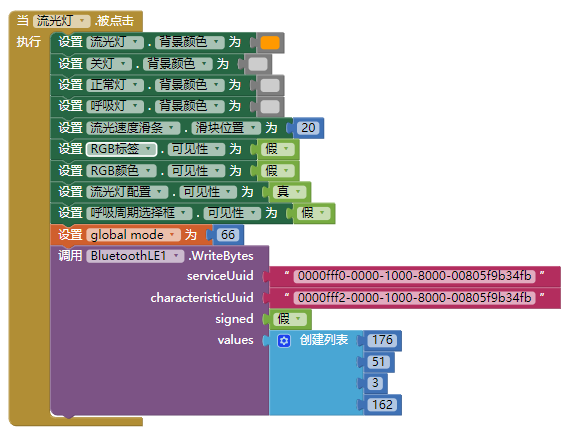 当 流光灯 .被点击
执行 设置 流光灯 . 背景颜色 为
设置 关灯 . 背景颜色 为
设置 正常灯 . 背景颜色 为
设置 呼吸灯 . 背景颜色 为
设置 流光速度滑条 . 滑块位置 为 20
设置 RGB标签 . 可见性 为 假
设置 RGB颜色 . 可见性 为 假
设置 流光灯配置 . 可见性 为 真
设置 呼吸周期选择框 . 可见性 为 假
设置 global mode 为 66
调用 BluetoothLE1 .WriteBytes
serviceUuid “ 0000fff0-0000-1000-8000-00805f9b34fb ”
characteristicUuid “ 0000fff2-0000-1000-8000-00805f9b34fb ”
signed 假
values 创建列表 176
51
3
162